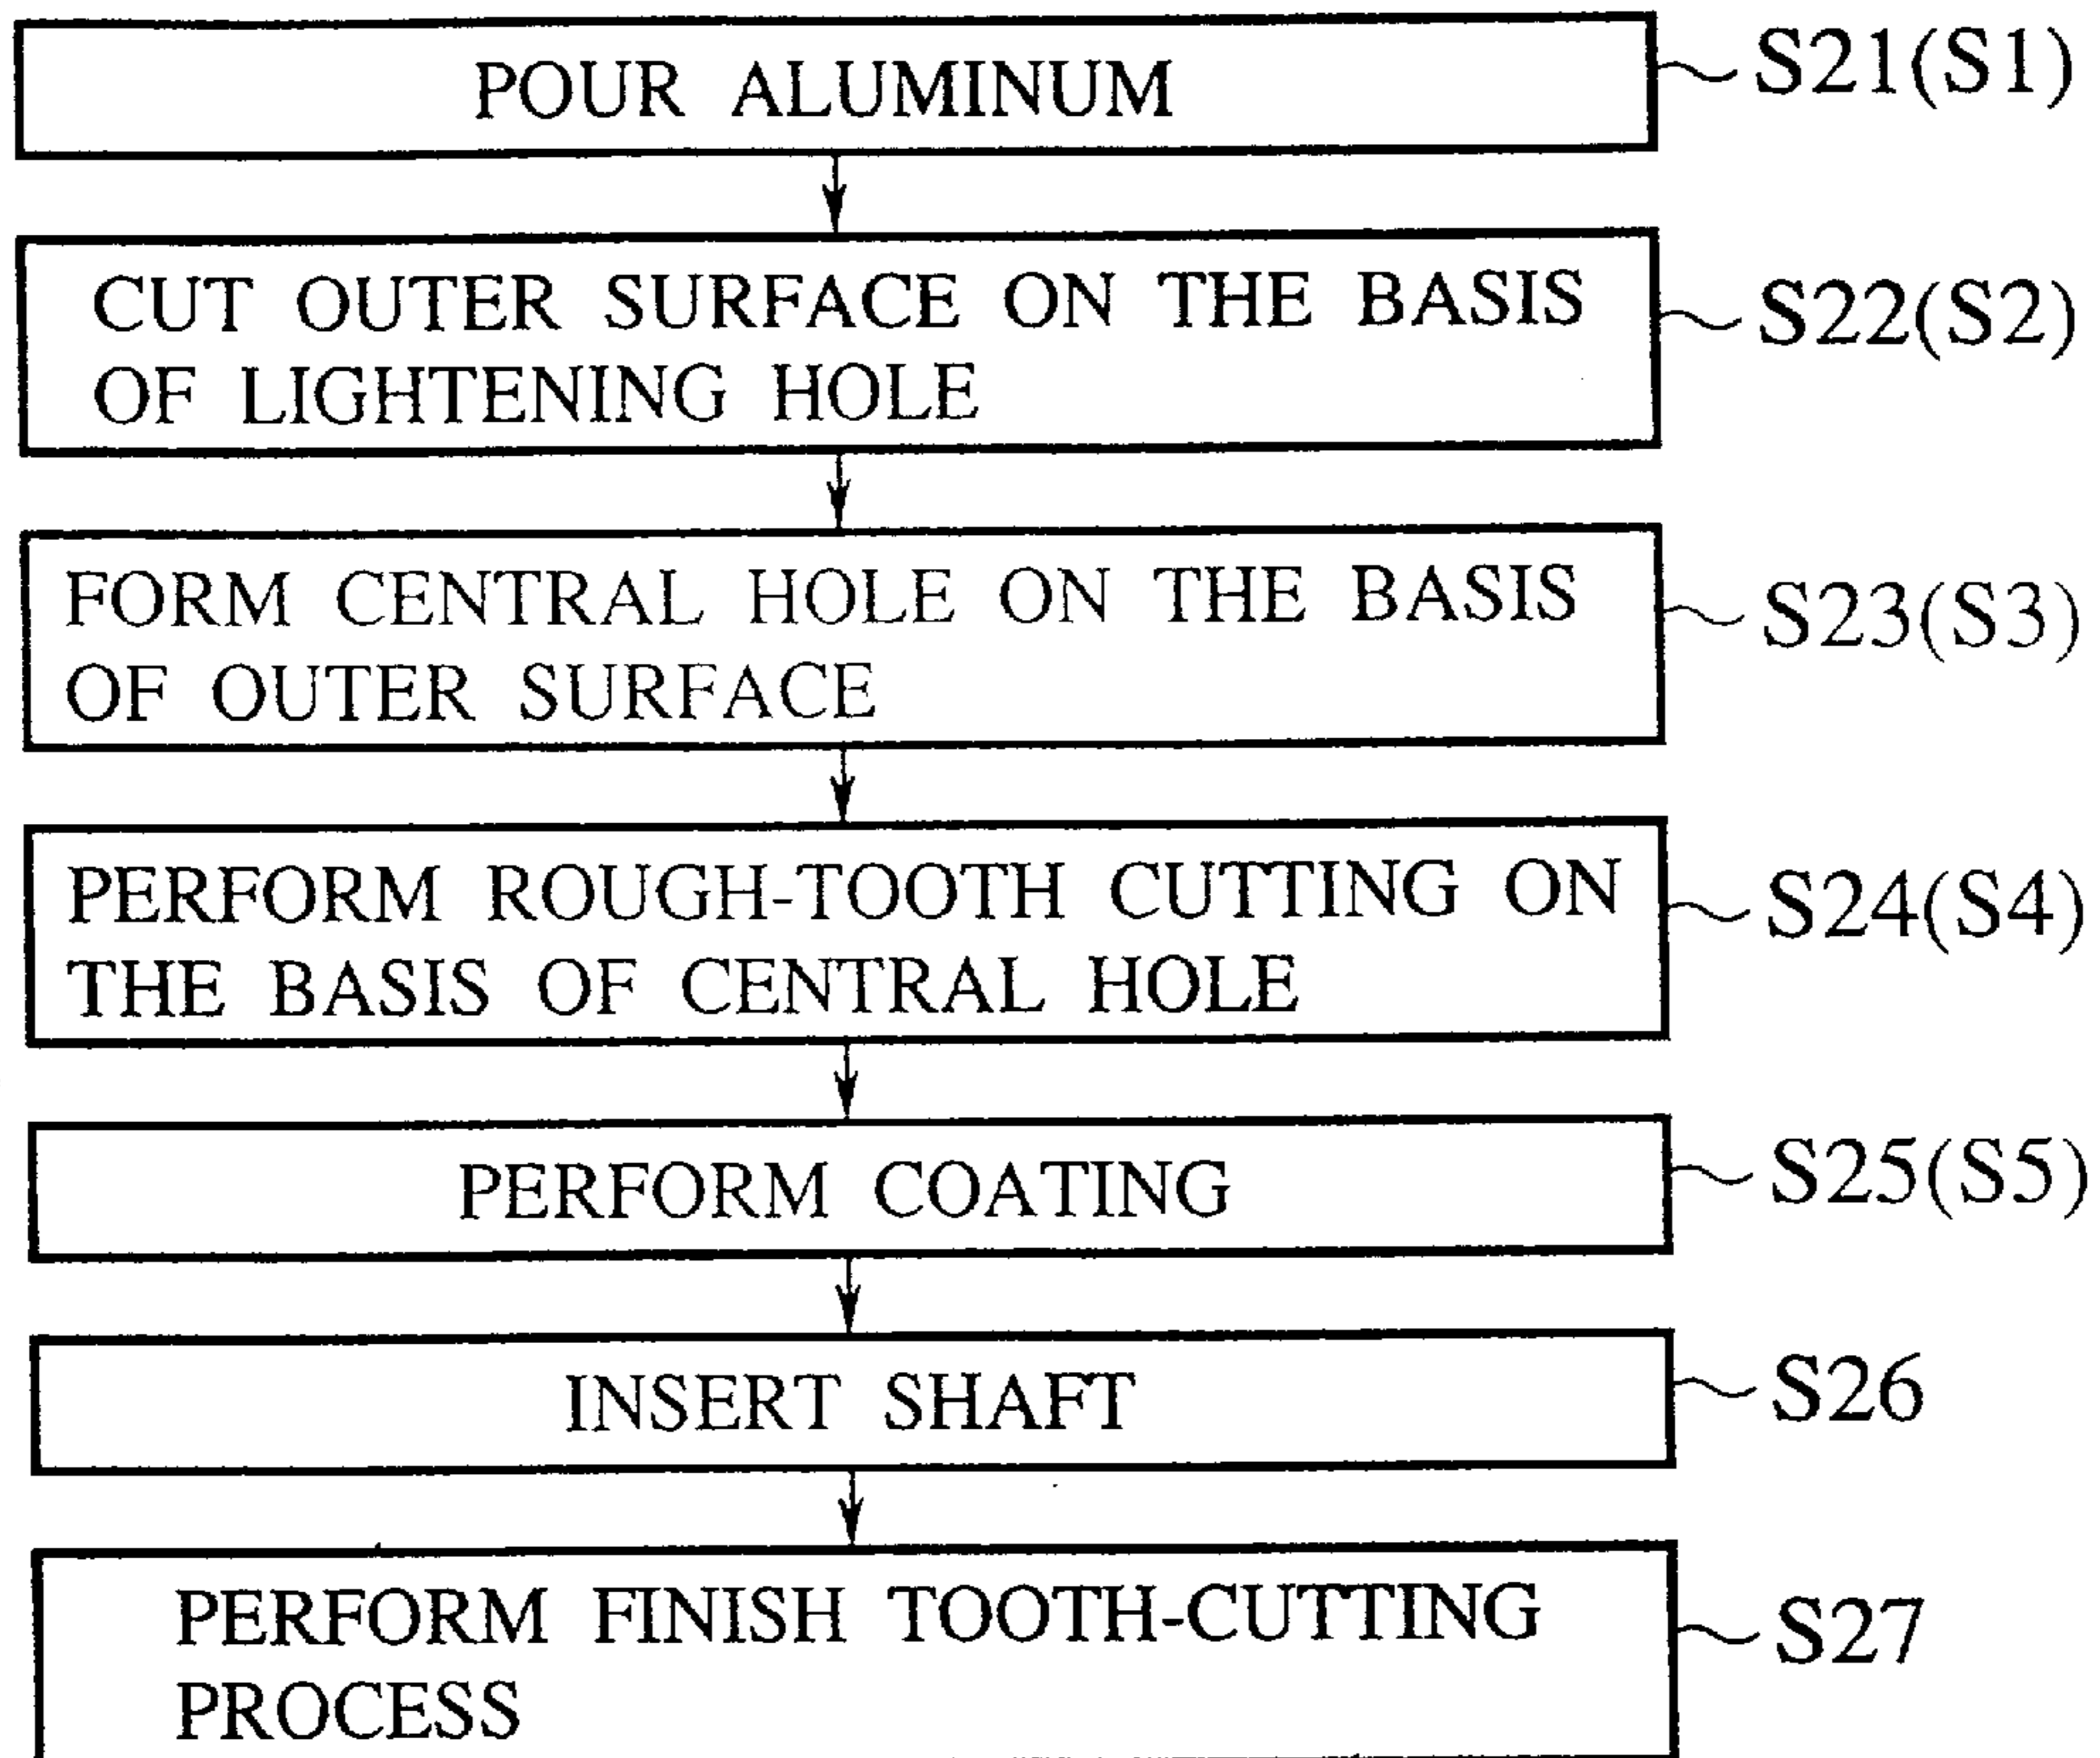 POUR ALUMINUM
S21(S1)
CUT OUTER SURFACE ON THE BASIS
OF LIGHTENING HOLE
S22(S2)
FORM CENTRAL HOLE ON THE BASIS
OF OUTER SURFACE
S23(S3)
PERFORM ROUGH-TOOTH CUTTING ON
THE BASIS OF CENTRAL HOLE
S24(S4)
PERFORM COATING
S25(S5)
INSERT SHAFT
S26
PERFORM FINISH TOOTH-CUTTING
PROCESS
S27